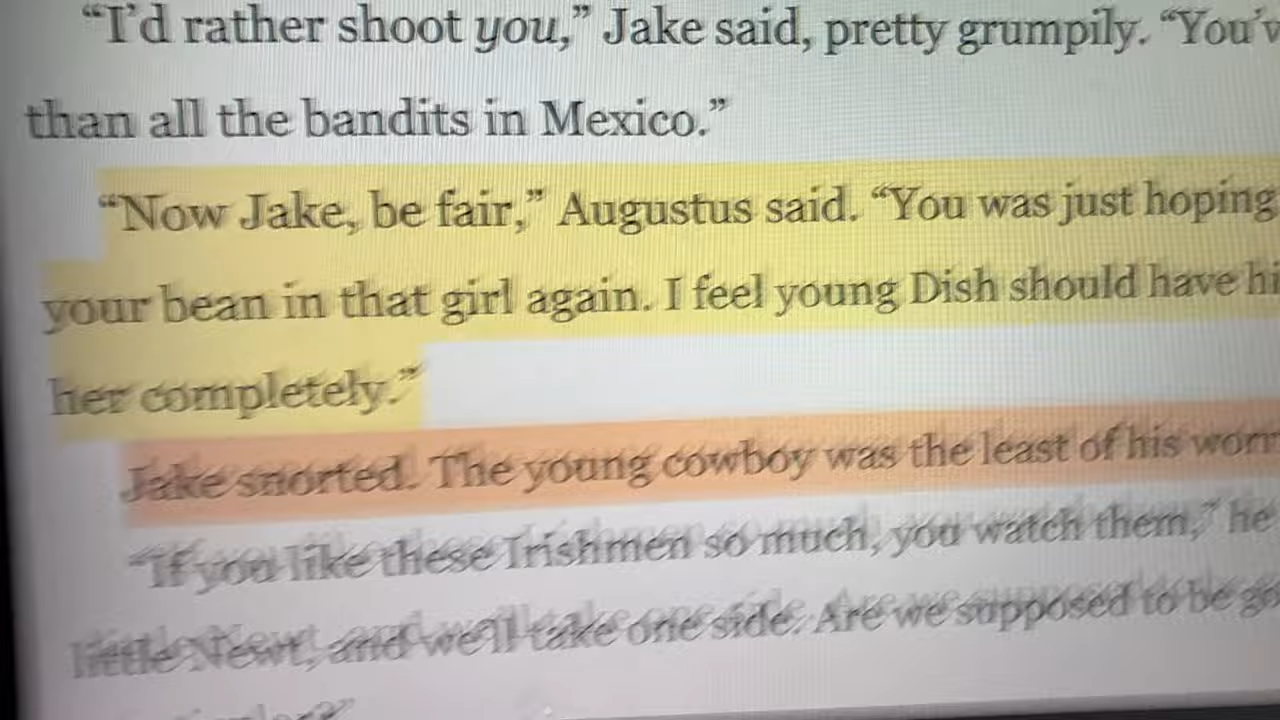 “I’d rather shoot you,” Jake said, pretty grumpily. “You’v
than all the bandits in Mexico.”
“Now Jake, be fair,” Augustus said. “You was just hoping
your bean in that girl again. I feel young Dish should have hi
her completely.”
Jake snorted. The young cowboy was the least of his worr
“If you like these Irishmen so much, you watch them,” he
little Newt, and we’ll take one side. Are we supposed to be go